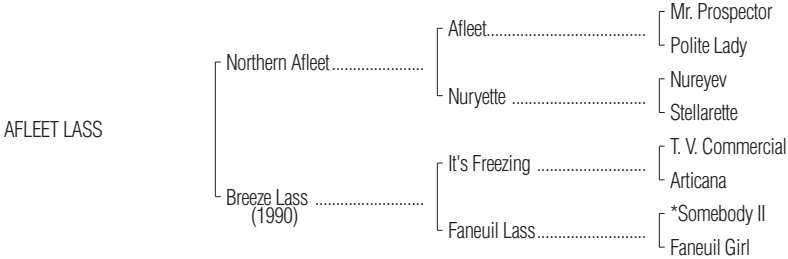 Mr. Prospector
Afleet
Polite Lady
Northern Afleet
Nureyev
Nuryette
Stellarette
AFLEET LASS
T. V. Commercial
It's Freezing
Articana
Breeze Lass
(1990)
*Somebody II
Faneuil Lass
Faneuil Girl